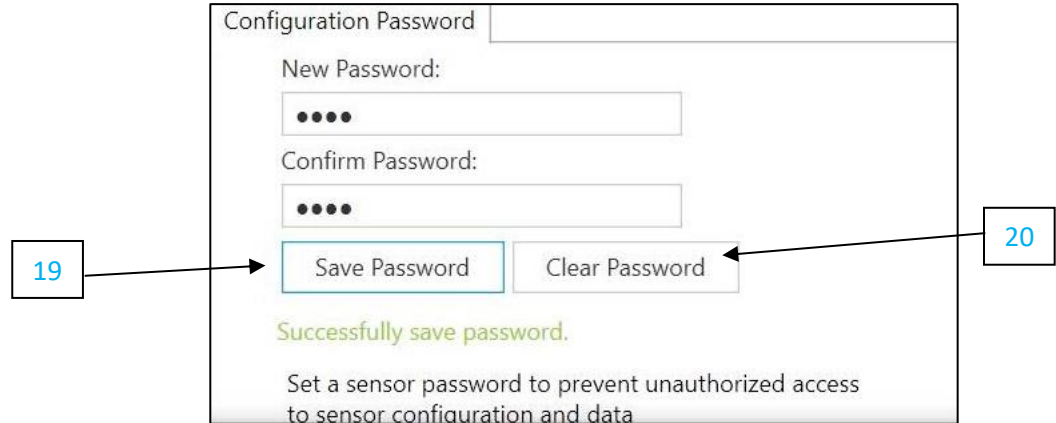 Configuration Password
New Password:
••••
Confirm Password:
••••
19
Save Password
Clear Password
20
Successfully save password.
Set a sensor password to prevent unauthorized access
to sensor configuration and data